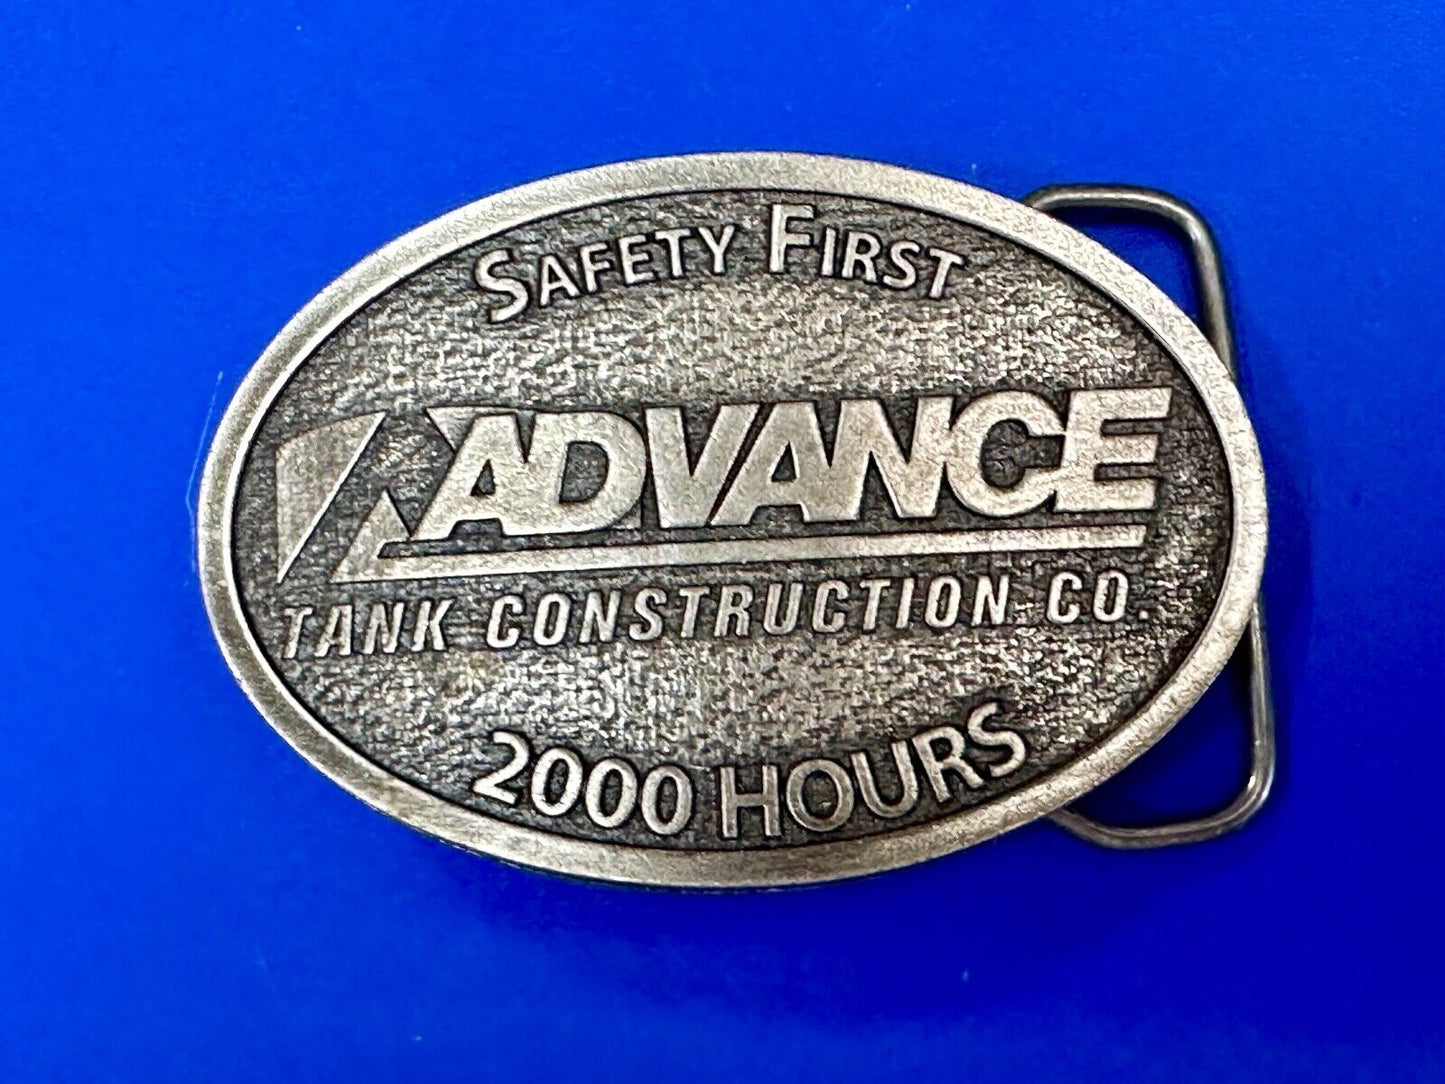 SAFETY FIRST
ADVANCE
TANK CONSTRUCTION CO.
2000 HOURS